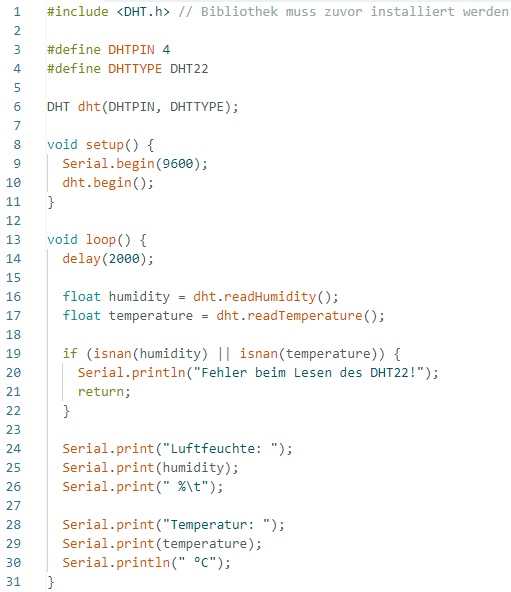 1 #include <DHT.h> // Bibliothek muss zuvor installiert werden
2
3 #define DHTPIN 4
4 #define DHTTYPE DHT22
5
6 DHT dht(DHTPIN, DHTTYPE);
7
8 void setup() {
9   Serial.begin(9600);
10   dht.begin();
11 }
12
13 void loop() {
14   delay(2000);
15
16   float humidity = dht.readHumidity();
17   float temperature = dht.readTemperature();
18
19   if (isnan(humidity) || isnan(temperature)) {
20     Serial.println("Fehler beim Lesen des DHT22!");
21     return;
22   }
23
24   Serial.print("Luftfeuchte: ");
25   Serial.print(humidity);
26   Serial.print(" %\t");
27
28   Serial.print("Temperatur: ");
29   Serial.print(temperature);
30   Serial.println(" °C");
31 }